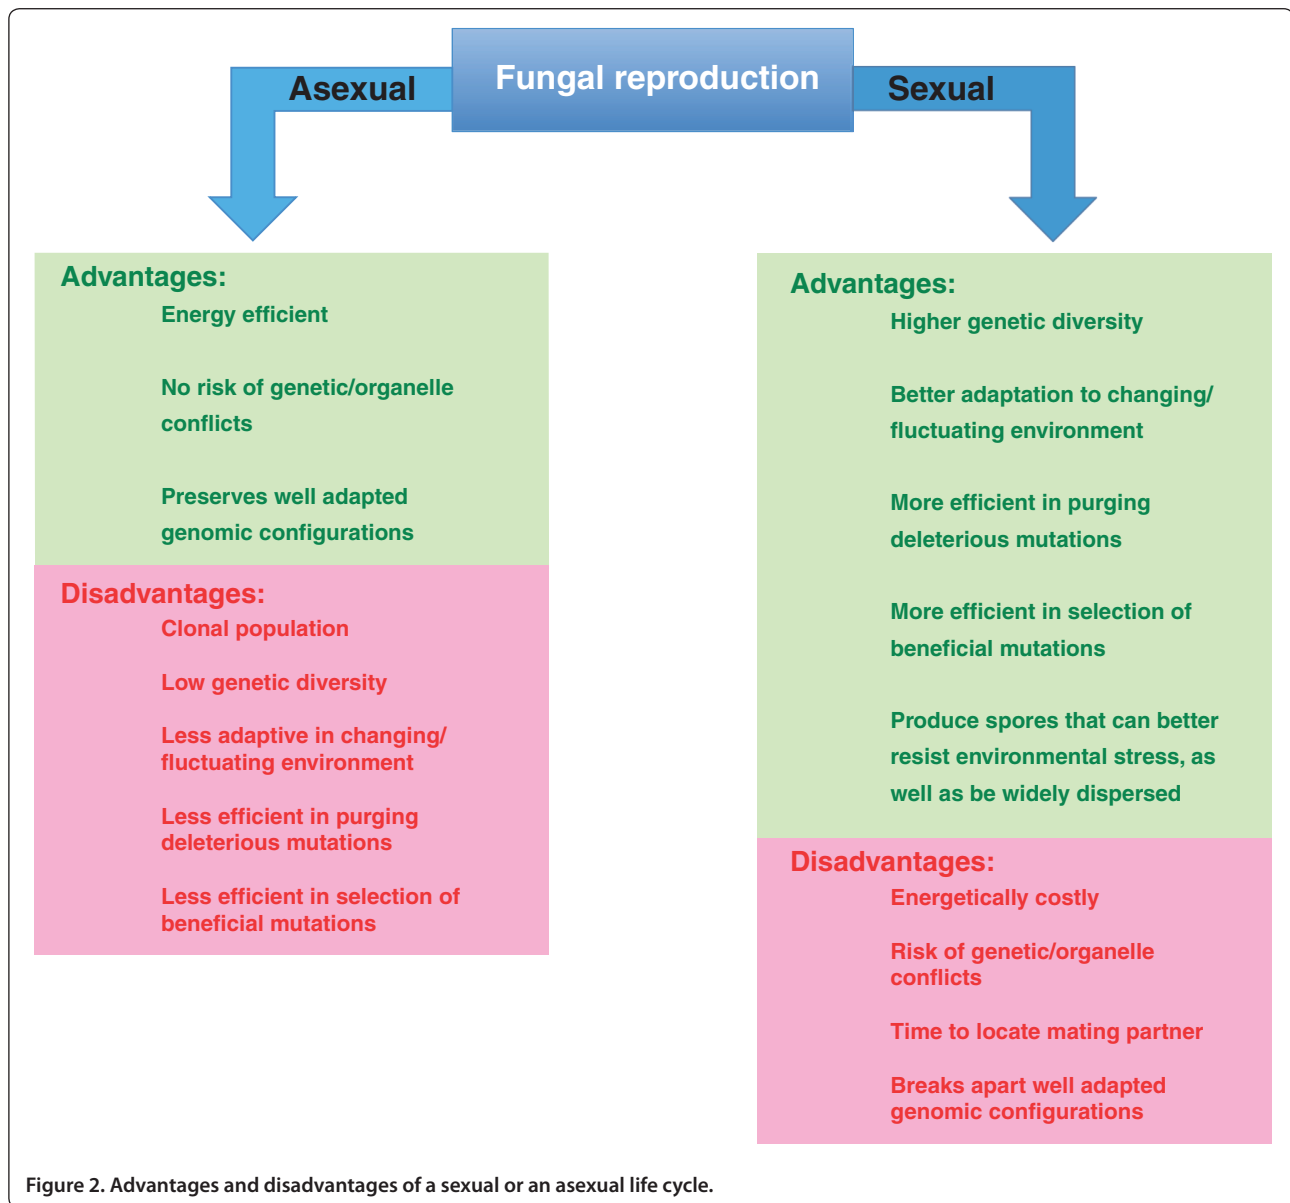 Fungal reproduction
Asexual
Sexual
Advantages:
Energy efficient
No risk of genetic/organelle
conflicts
Preserves well adapted
genomic configurations
Disadvantages:
Clonal population
Low genetic diversity
Less adaptive in changing/
fluctuating environment
Less efficient in purging
deleterious mutations
Less efficient in selection of
beneficial mutations
Advantages:
Higher genetic diversity
Better adaptation to changing/
fluctuating environment
More efficient in purging
deleterious mutations
More efficient in selection of
beneficial mutations
Produce spores that can better
resist environmental stress, as
well as be widely dispersed
Disadvantages:
Energetically costly
Risk of genetic/organelle
conflicts
Time to locate mating partner
Breaks apart well adapted
genomic configurations
Figure 2. Advantages and disadvantages of a sexual or an asexual life cycle.